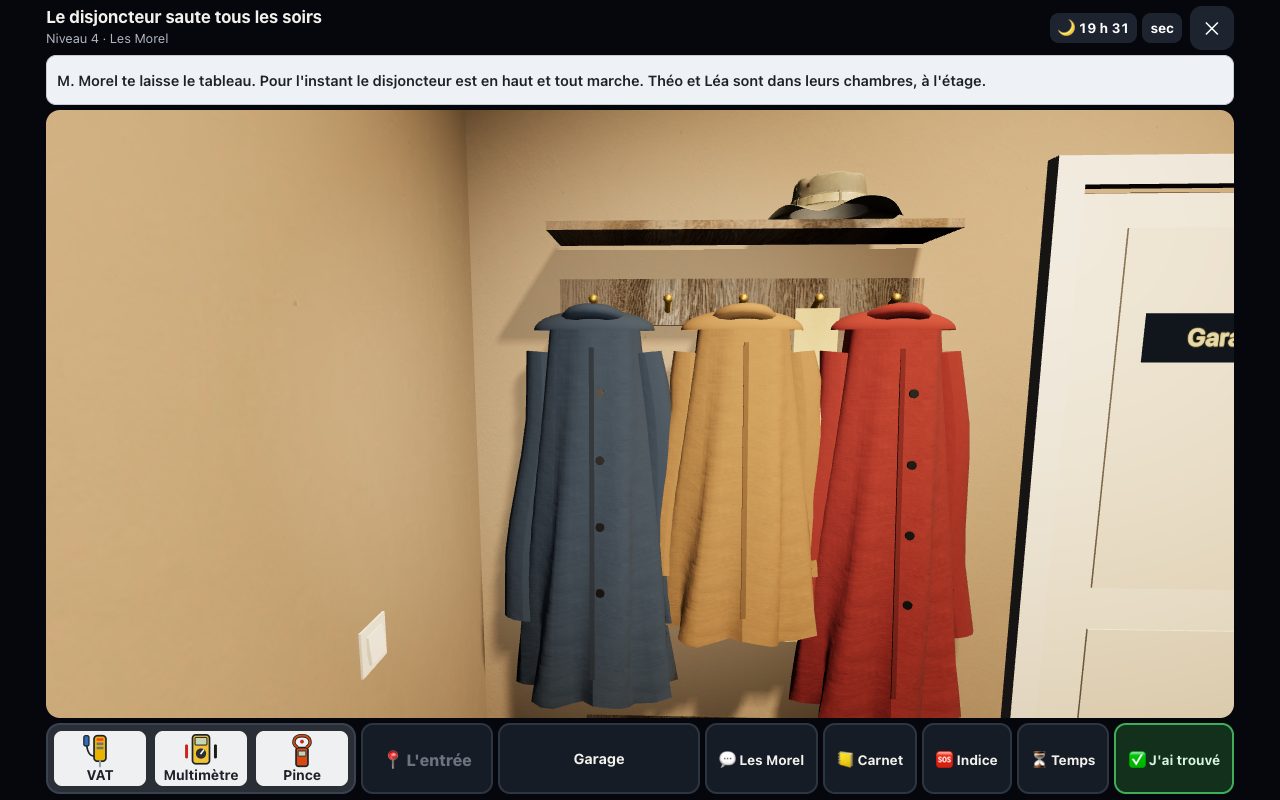 Le disjoncteur saute tous les soirs
Niveau 4 · Les Morel
🌙 19 h 31
sec
M. Morel te laisse le tableau. Pour l'instant le disjoncteur est en haut et tout marche. Théo et Léa sont dans leurs chambres, à l'étage.
VAT
Multimètre
Pince
📍 L'entrée
Garage
💬 Les Morel
📒 Carnet
🆘 Indice
⏳ Temps
✅ J'ai trouvé